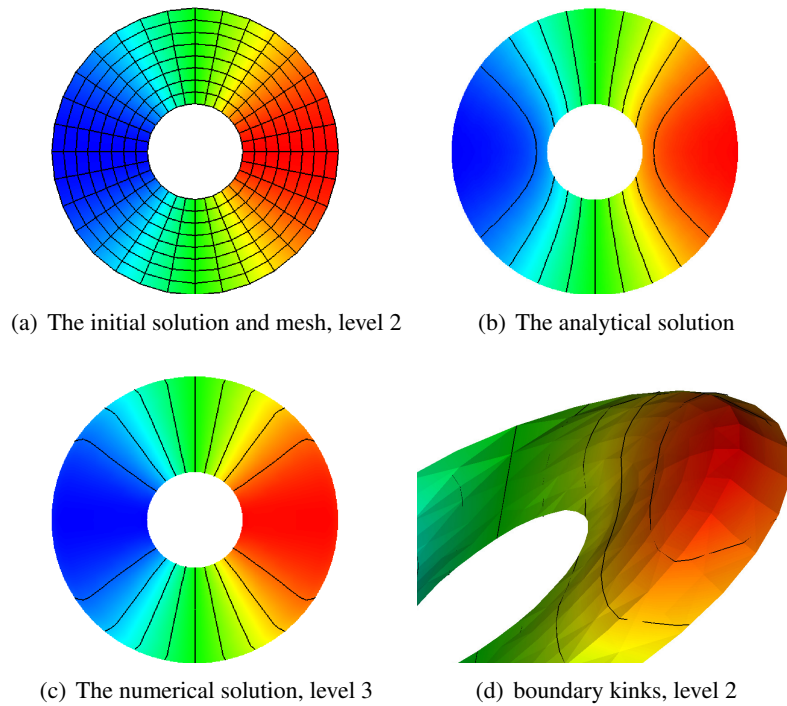 (a) The initial solution and mesh, level 2
(b) The analytical solution
(c) The numerical solution, level 3
(d) boundary kinks, level 2